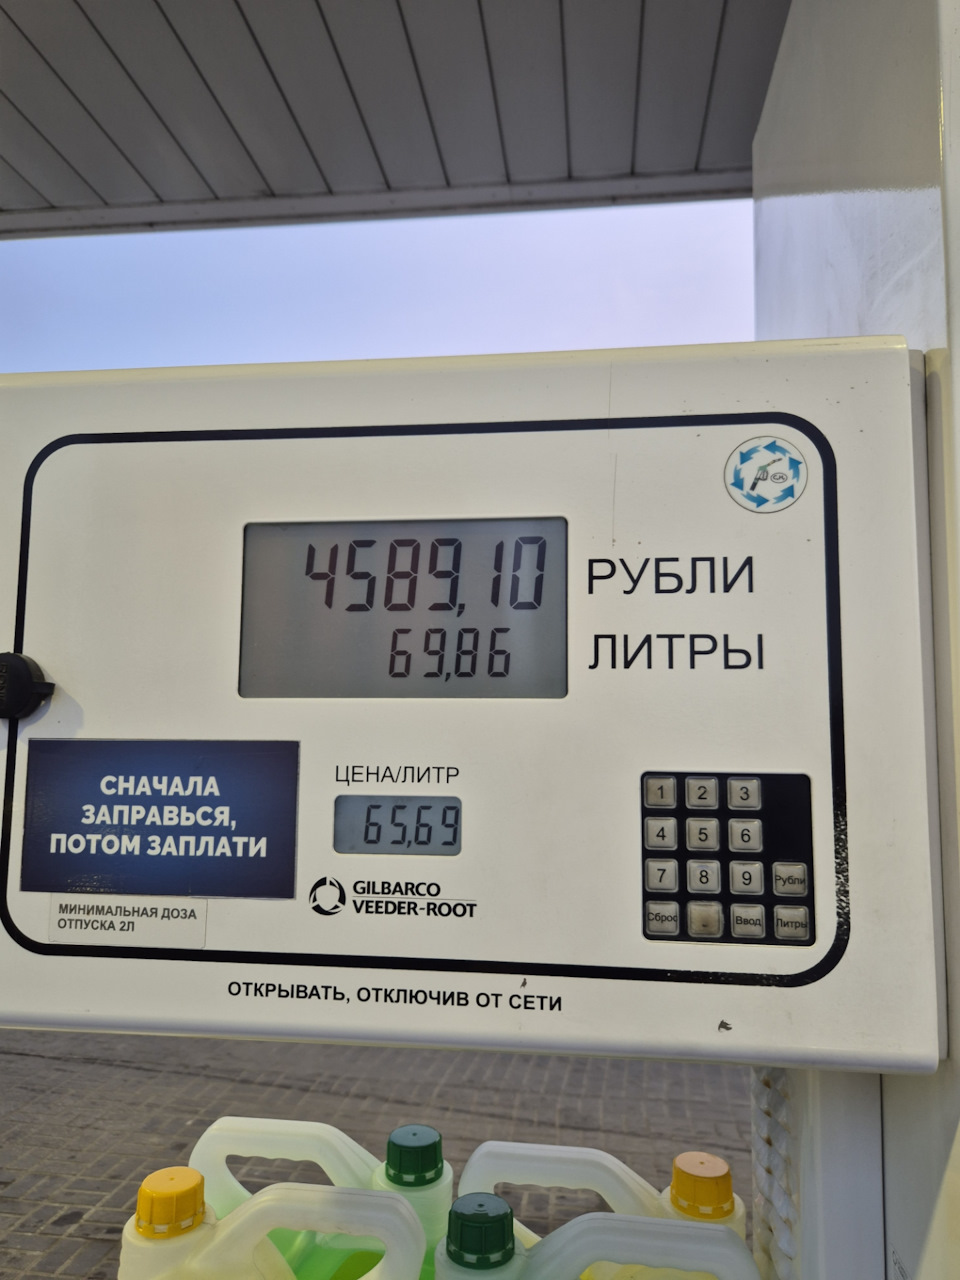 4589,10 РУБЛИ
69,86 ЛИТРЫ
СНАЧАЛА
ЗАПРАВЬСЯ,
ПОТОМ ЗАПЛАТИ
МИНИМАЛЬНАЯ ДОЗА
ОТПУСКА 2Л
ЦЕНА/ЛИТР
65,69
GILBARCO
VEEDER-ROOT
1 2 3
4 5 6
7 8 9 Рубли
Сброс Ввод Литры
ОТКРЫВАТЬ, ОТКЛЮЧИВ ОТ СЕТИ